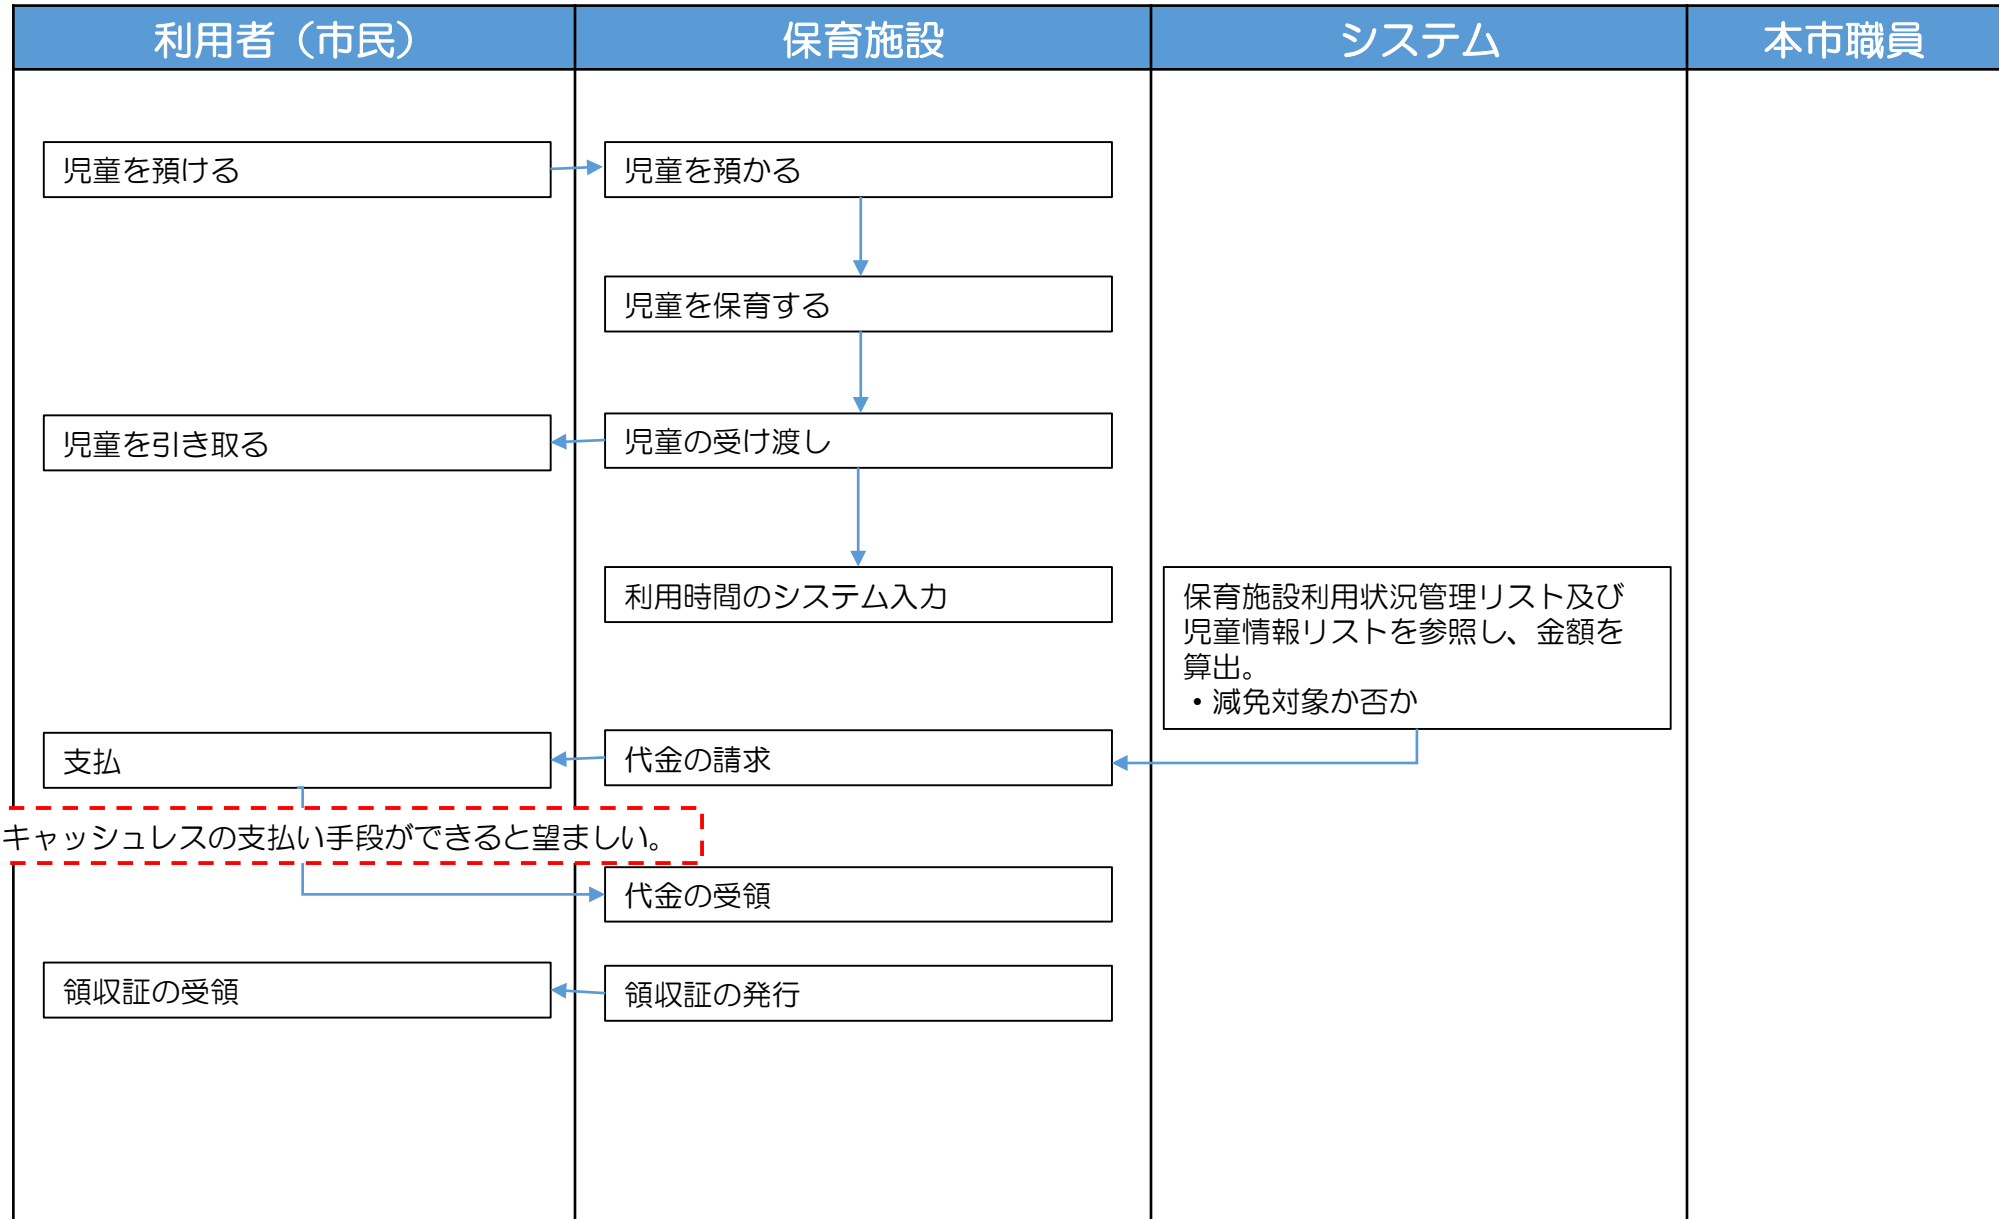 利用者（市民）
保育施設
システム
本市職員
児童を預ける
児童を預かる
児童を保育する
児童を引き取る
児童の受け渡し
利用時間のシステム入力
保育施設利用状況管理リスト及び
児童情報リストを参照し、金額を
算出。
・減免対象か否か
支払
代金の請求
キャッシュレスの支払い手段ができると望ましい。
代金の受領
領収証の受領
領収証の発行